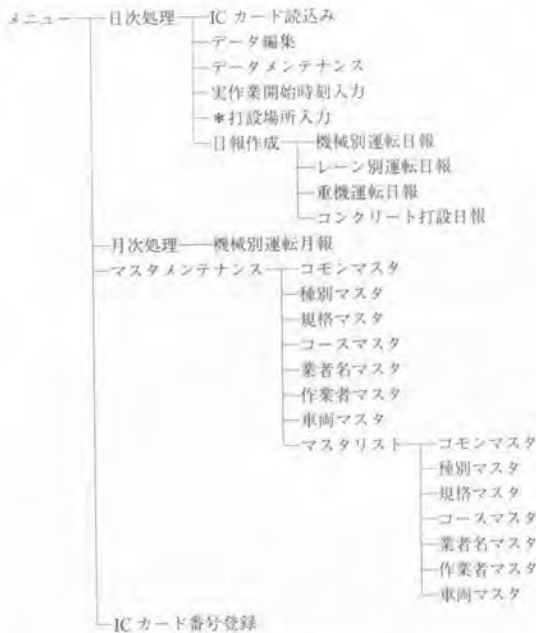 メニュー 日次処理 ICカード読込み
データ編集
データメンテナンス
実作業開始時刻入力
*打設場所入力
日報作成 機械別運転日報
レーン別運転日報
重機運転日報
コンクリート打設日報
月次処理 機械別運転月報
マスタメンテナンス コモンマスタ
種別マスタ
規格マスタ
コースマスタ
業者名マスタ
作業者マスタ
車両マスタ
マスタリスト コモンマスタ
種別マスタ
規格マスタ
コースマスタ
業者名マスタ
作業者マスタ
車両マスタ
ICカード番号登録